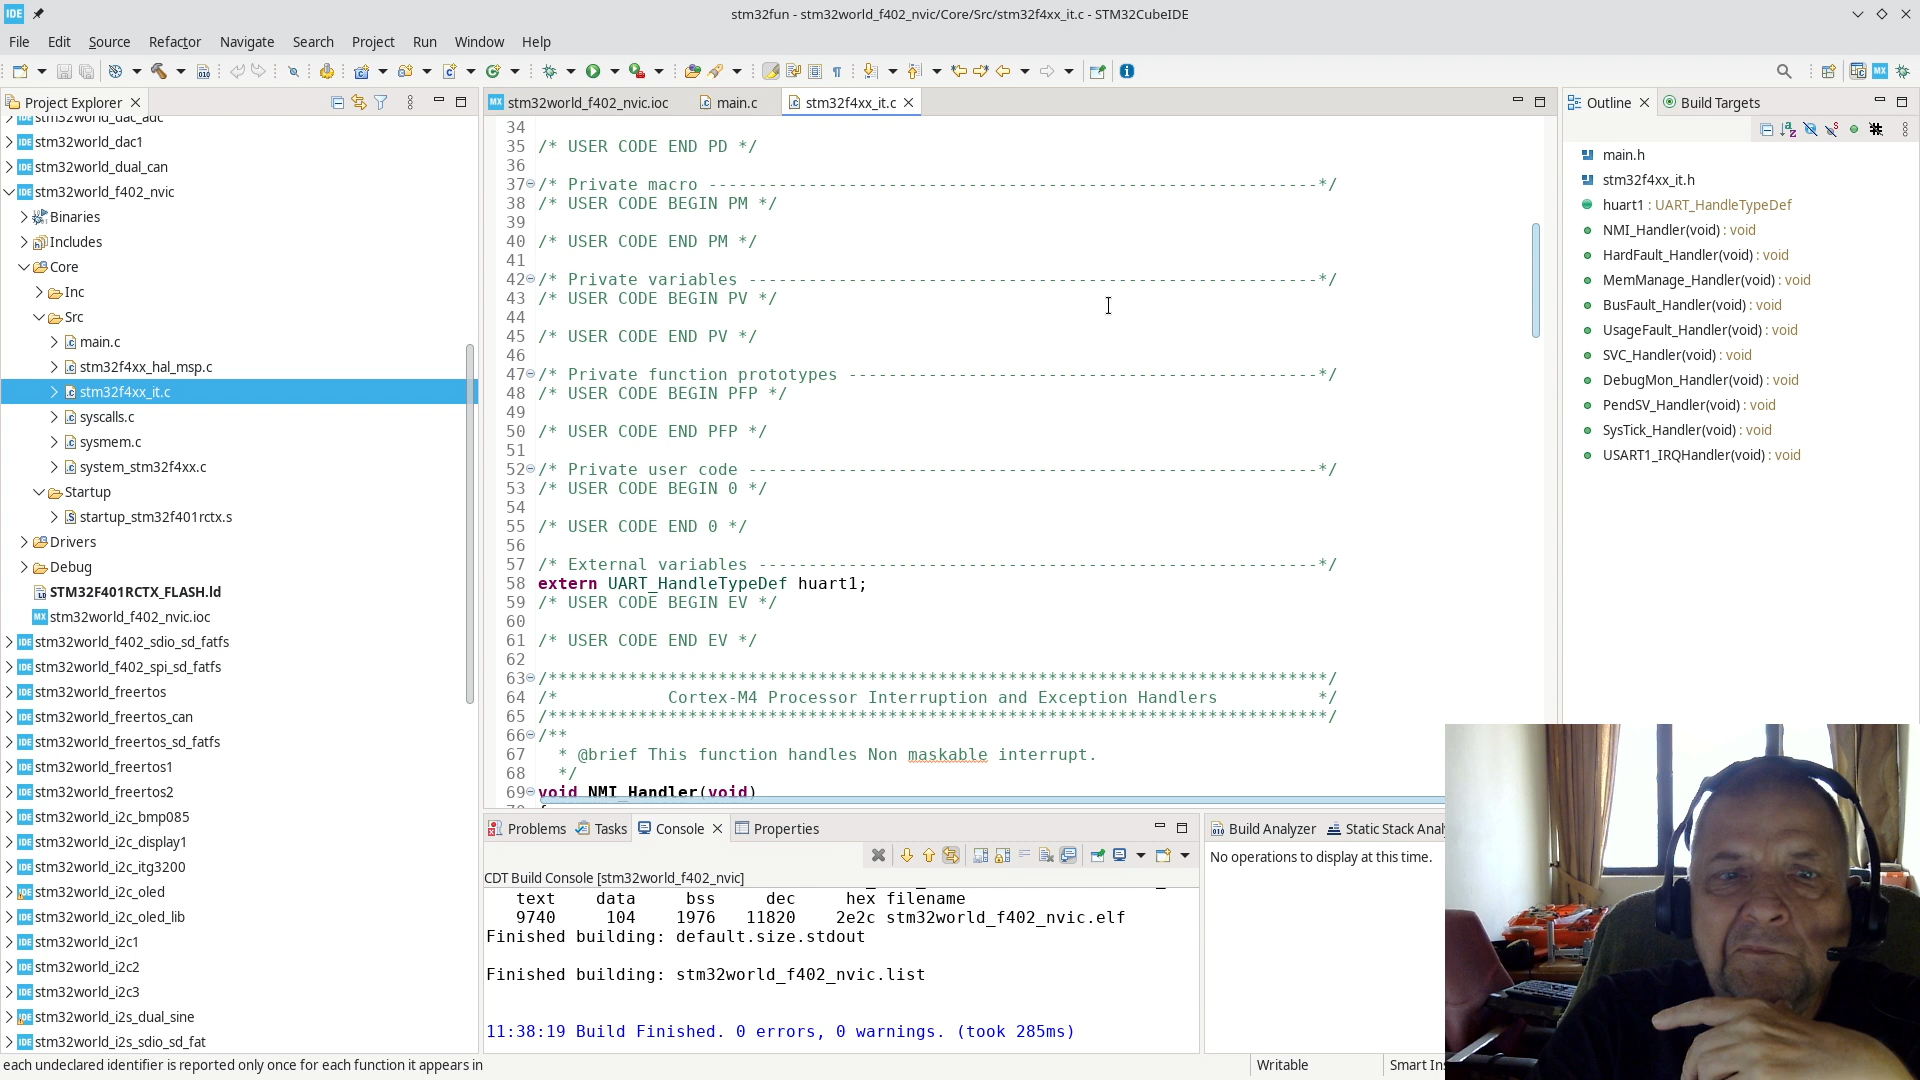 IDE
stm32fun - stm32world_f402_nvic/Core/Src/stm32f4xx_it.c - STM32CubeIDE
File Edit Source Refactor Navigate Search Project Run Window Help
Project Explorer
stm32world_dac_adc
stm32world_dac1
stm32world_dual_can
stm32world_f402_nvic
Binaries
Includes
Core
Inc
Src
main.c
stm32f4xx_hal_msp.c
stm32f4xx_it.c
syscalls.c
sysmem.c
system_stm32f4xx.c
Startup
startup_stm32f401rctx.s
Drivers
Debug
STM32F401RCTX_FLASH.ld
stm32world_f402_nvic.ioc
stm32world_f402_sdio_sd_fatfs
stm32world_f402_spi_sd_fatfs
stm32world_freertos
stm32world_freertos_can
stm32world_freertos_sd_fatfs
stm32world_freertos1
stm32world_freertos2
stm32world_i2c_bmp085
stm32world_i2c_display1
stm32world_i2c_itg3200
stm32world_i2c_oled
stm32world_i2c_oled_lib
stm32world_i2c1
stm32world_i2c2
stm32world_i2c3
stm32world_i2s_dual_sine
stm32world_i2s_sdio_sd_fat
stm32world_f402_nvic.ioc main.c stm32f4xx_it.c
34
35 /* USER CODE END PD */
36
37 /* Private macro -------------------------------------------------------------*/
38 /* USER CODE BEGIN PM */
39
40 /* USER CODE END PM */
41
42 /* Private variables ---------------------------------------------------------*/
43 /* USER CODE BEGIN PV */
44
45 /* USER CODE END PV */
46
47 /* Private function prototypes -----------------------------------------------*/
48 /* USER CODE BEGIN PFP */
49
50 /* USER CODE END PFP */
51
52 /* Private user code ---------------------------------------------------------*/
53 /* USER CODE BEGIN 0 */
54
55 /* USER CODE END 0 */
56
57 /* External variables --------------------------------------------------------*/
58 extern UART_HandleTypeDef huart1;
59 /* USER CODE BEGIN EV */
60
61 /* USER CODE END EV */
62
63 /******************************************************************************/
64 /*           Cortex-M4 Processor Interruption and Exception Handlers          */
65 /******************************************************************************/
66 /**
67   * @brief This function handles Non maskable interrupt.
68   */
69 void NMI_Handler(void)
Outline Build Targets
main.h
stm32f4xx_it.h
huart1 : UART_HandleTypeDef
NMI_Handler(void) : void
HardFault_Handler(void) : void
MemManage_Handler(void) : void
BusFault_Handler(void) : void
UsageFault_Handler(void) : void
SVC_Handler(void) : void
DebugMon_Handler(void) : void
PendSV_Handler(void) : void
SysTick_Handler(void) : void
USART1_IRQHandler(void) : void
Problems Tasks Console Properties
CDT Build Console [stm32world_f402_nvic]
text data bss dec hex filename
9740 104 1976 11820 2e2c stm32world_f402_nvic.elf
Finished building: default.size.stdout
Finished building: stm32world_f402_nvic.list
11:38:19 Build Finished. 0 errors, 0 warnings. (took 285ms)
Build Analyzer Static Stack Anal
No operations to display at this time.
each undeclared identifier is reported only once for each function it appears in
Writable
Smart Ins